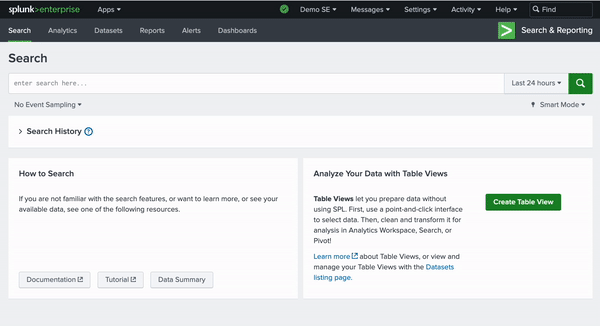 splunk>enterprise Apps Demo SE Messages Settings Activity Help Find
Search Analytics Datasets Reports Alerts Dashboards > Search & Reporting
Search
enter search here... Last 24 hours
No Event Sampling Smart Mode
> Search History ?
How to Search
If you are not familiar with the search features, or want to learn more, or see your
available data, see one of the following resources.
Documentation Tutorial Data Summary
Analyze Your Data with Table Views
Table Views let you prepare data without
using SPL. First, use a point-and-click interface
to select data. Then, clean and transform it for
analysis in Analytics Workspace, Search, or
Pivot!
Learn more about Table Views, or view and
manage your Table Views with the Datasets
listing page.
Create Table View